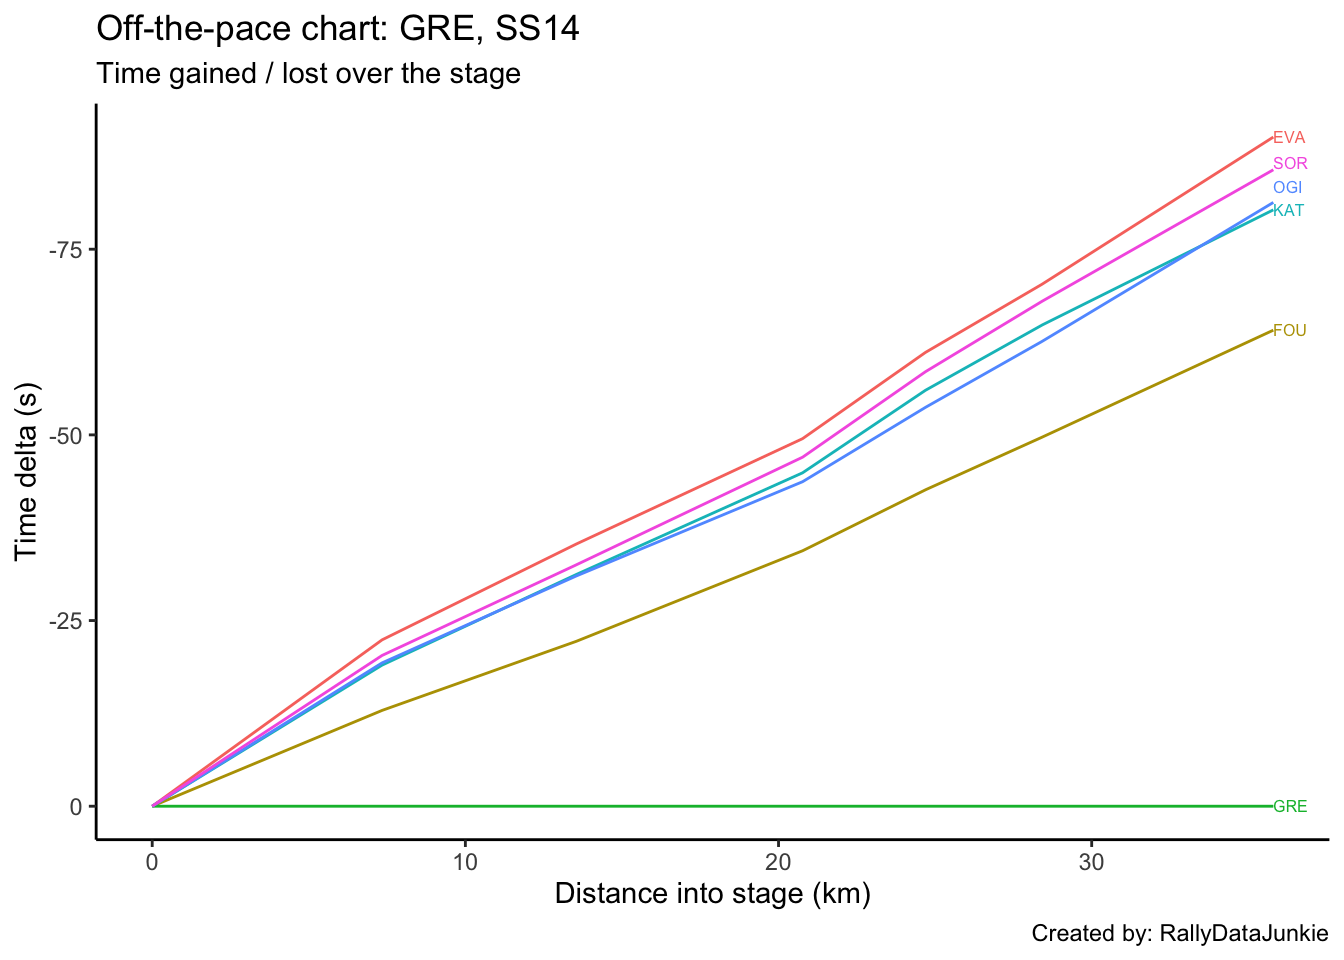 Off-the-pace chart: GRE, SS14
Time gained / lost over the stage
EVA
SOR
OGI
KAT
FOU
GRE
-75
-50
-25
0
Time delta (s)
0 10 20 30
Distance into stage (km)
Created by: RallyDataJunkie